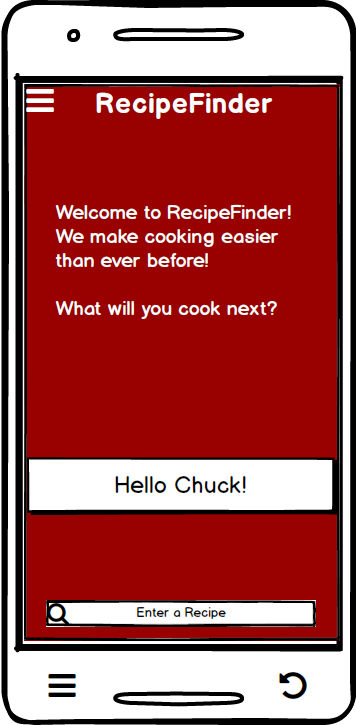 RecipeFinder
Welcome to RecipeFinder!
We make cooking easier
than ever before!
What will you cook next?
Hello Chuck!
Enter a Recipe